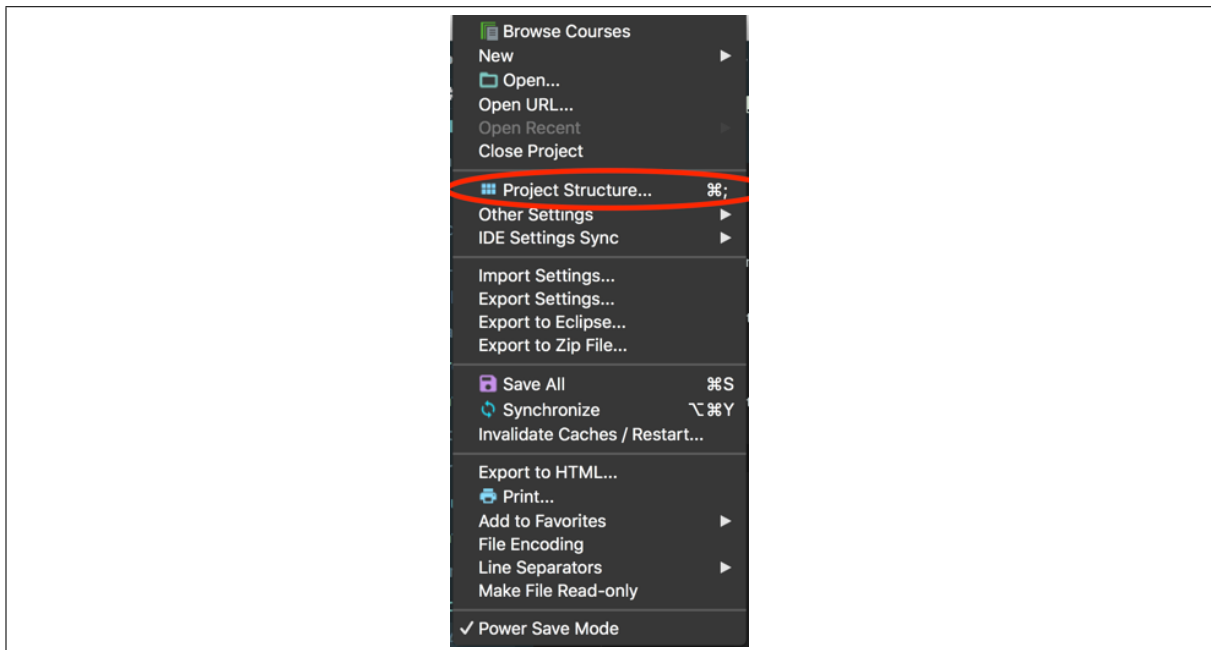 Browse Courses
New
Open...
Open URL...
Open Recent
Close Project
Project Structure... ⌘;
Other Settings
IDE Settings Sync
Import Settings...
Export Settings...
Export to Eclipse...
Export to Zip File...
Save All ⌘S
Synchronize ⌥⌘Y
Invalidate Caches / Restart...
Export to HTML...
Print...
Add to Favorites
File Encoding
Line Separators
Make File Read-only
✓ Power Save Mode